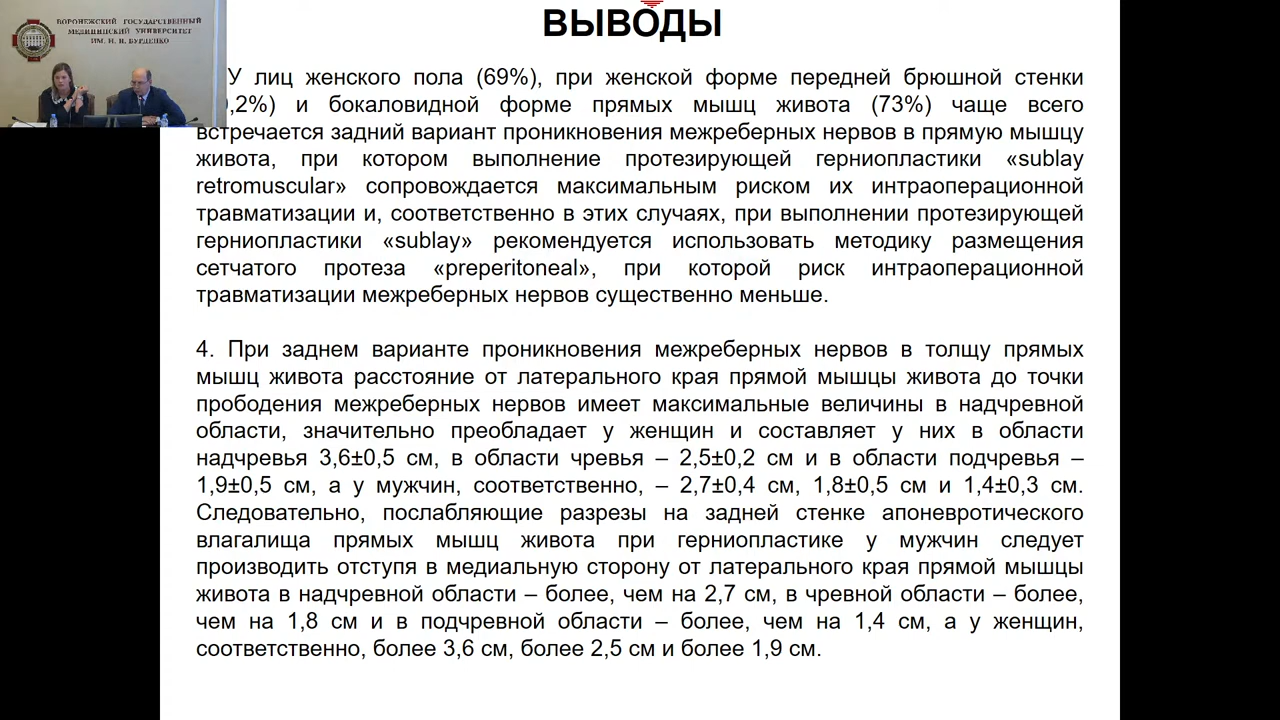 ВОРОНЕЖСКИЙ ГОСУДАРСТВЕННЫЙ
МЕДИЦИНСКИЙ УНИВЕРСИТЕТ
ИМ. Н. Н. БУРДЕНКО
ВЫВОДЫ
У лиц женского пола (69%), при женской форме передней брюшной стенки
,2%) и бокаловидной форме прямых мышц живота (73%) чаще всего
встречается задний вариант проникновения межреберных нервов в прямую мышцу
живота, при котором выполнение протезирующей герниопластики «sublay
retromuscular» сопровождается максимальным риском их интраоперационной
травматизации и, соответственно в этих случаях, при выполнении протезирующей
герниопластики «sublay» рекомендуется использовать методику размещения
сетчатого протеза «preperitoneal», при которой риск интраоперационной
травматизации межреберных нервов существенно меньше.
4. При заднем варианте проникновения межреберных нервов в толщу прямых
мышц живота расстояние от латерального края прямой мышцы живота до точки
прободения межреберных нервов имеет максимальные величины в надчревной
области, значительно преобладает у женщин и составляет у них в области
надчревья 3,6±0,5 см, в области чревья – 2,5±0,2 см и в области подчревья –
1,9±0,5 см, а у мужчин, соответственно, – 2,7±0,4 см, 1,8±0,5 см и 1,4±0,3 см.
Следовательно, послабляющие разрезы на задней стенке апоневротического
влагалища прямых мышц живота при герниопластике у мужчин следует
производить отступя в медиальную сторону от латерального края прямой мышцы
живота в надчревной области – более, чем на 2,7 см, в чревной области – более,
чем на 1,8 см и в подчревной области – более, чем на 1,4 см, а у женщин,
соответственно, более 3,6 см, более 2,5 см и более 1,9 см.